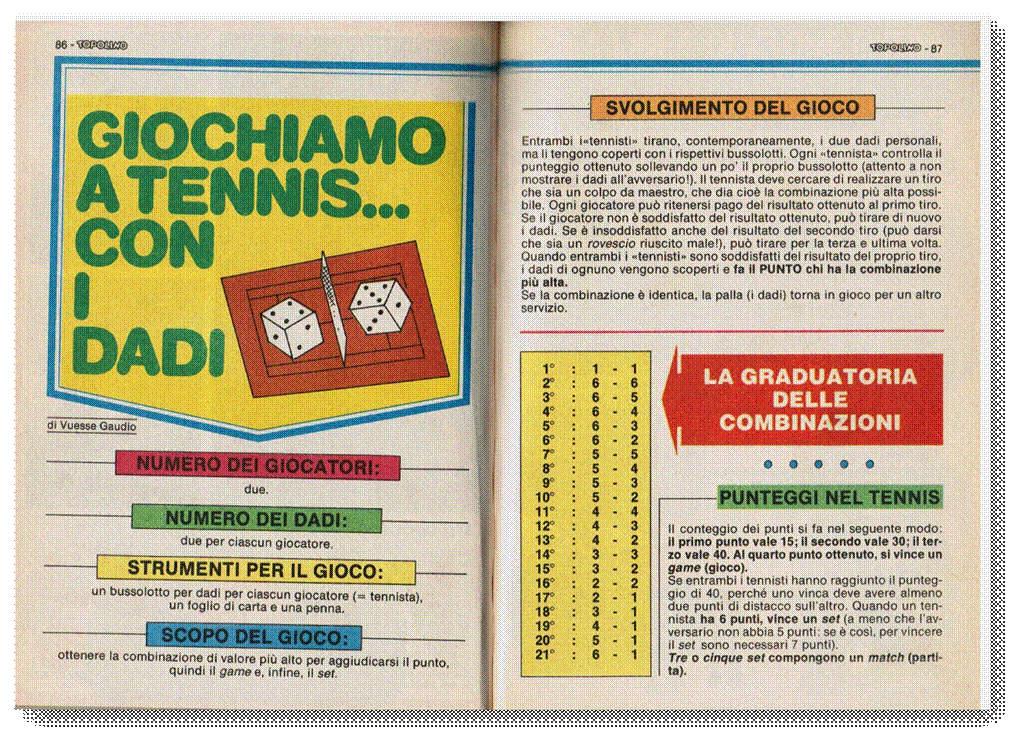 86 - TOPOLINO
GIOCHIAMO
A TENNIS...
CON
I
DADI
di Vuesse Gaudio
NUMERO DEI GIOCATORI:
due.
NUMERO DEI DADI:
due per ciascun giocatore.
STRUMENTI PER IL GIOCO:
un bussolotto per dadi per ciascun giocatore (= tennista),
un foglio di carta e una penna.
SCOPO DEL GIOCO:
ottenere la combinazione di valore più alto per aggiudicarsi il punto,
quindi il game e, infine, il set.
TOPOLINO - 87
SVOLGIMENTO DEL GIOCO
Entrambi i «tennisti» tirano, contemporaneamente, i due dadi personali,
ma li tengono coperti con i rispettivi bussolotti. Ogni «tennista» controlla il
punteggio ottenuto sollevando un po' il proprio bussolotto (attento a non
mostrare i dadi all'avversario!). Il tennista deve cercare di realizzare un tiro
che sia un colpo da maestro, che dia cioè la combinazione più alta possi-
bile. Ogni giocatore può ritenersi pago del risultato ottenuto al primo tiro.
Se il giocatore non è soddisfatto del risultato ottenuto, può tirare di nuovo
i dadi. Se è insoddisfatto anche del risultato del secondo tiro (può darsi
che sia un rovescio riuscito male!), può tirare per la terza e ultima volta.
Quando entrambi i «tennisti» sono soddisfatti del risultato del proprio tiro,
i dadi di ognuno vengono scoperti e fa il PUNTO chi ha la combinazione
più alta.
Se la combinazione è identica, la palla (i dadi) torna in gioco per un altro
servizio.
1° : 1 - 1
2° : 6 - 6
3° : 6 - 5
4° : 6 - 4
5° : 6 - 3
6° : 6 - 2
7° : 5 - 5
8° : 5 - 4
9° : 5 - 3
10° : 5 - 2
11° : 4 - 4
12° : 4 - 3
13° : 4 - 2
14° : 3 - 3
15° : 3 - 2
16° : 2 - 2
17° : 2 - 1
18° : 3 - 1
19° : 4 - 1
20° : 5 - 1
21° : 6 - 1
LA GRADUATORIA
DELLE
COMBINAZIONI
PUNTEGGI NEL TENNIS
Il conteggio dei punti si fa nel seguente modo:
il primo punto vale 15; il secondo vale 30; il ter-
zo vale 40. Al quarto punto ottenuto, si vince un
game (gioco).
Se entrambi i tennisti hanno raggiunto il punteg-
gio di 40, perché uno vinca deve avere almeno
due punti di distacco sull'altro. Quando un ten-
nista ha 6 punti, vince un set (a meno che l'av-
versario non abbia 5 punti: se è così, per vincere
il set sono necessari 7 punti).
Tre o cinque set compongono un match (parti-
ta).